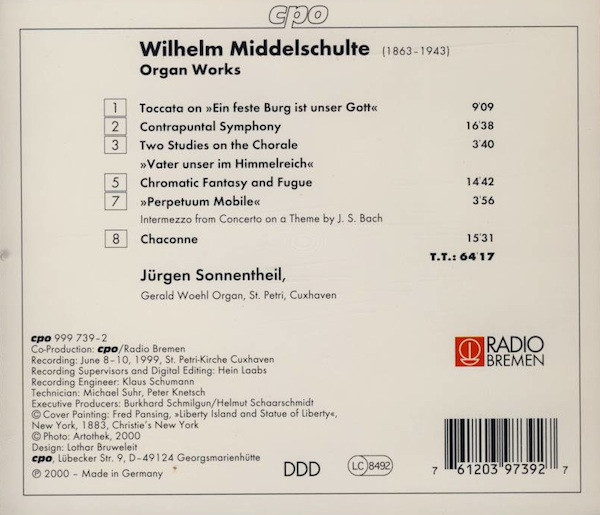 cpo
Wilhelm Middelschulte (1863-1943)
Organ Works
1 Toccata on »Ein feste Burg ist unser Gott« 9'09
2 Contrapuntal Symphony 16'38
3 Two Studies on the Chorale 3'40
»Vater unser im Himmelreich«
5 Chromatic Fantasy and Fugue 14'42
7 »Perpetuum Mobile« 3'56
Intermezzo from Concerto on a Theme by J. S. Bach
8 Chaconne 15'31
T.T.: 64'17
Jürgen Sonnentheil,
Gerald Woehl Organ, St. Petri, Cuxhaven
cpo 999 739-2
Co-Production: cpo/Radio Bremen
Recording: June 8-10, 1999, St. Petri-Kirche Cuxhaven
Recording Supervisors and Digital Editing: Hein Laabs
Recording Engineer: Klaus Schumann
Technician: Michael Suhr, Peter Knetsch
Executive Producers: Burkhard Schmilgun/Helmut Schaarschmidt
© Cover Painting: Fred Pansing, »Liberty Island and Statue of Liberty«,
New York, 1883, Christie's New York
© Photo: Artothek, 2000
Design: Lothar Bruweleit
cpo, Lübecker Str. 9, D-49124 Georgsmarienhütte
℗ 2000 – Made in Germany
RADIO
BREMEN
DDD
LC 8492
7 61203 97392 7